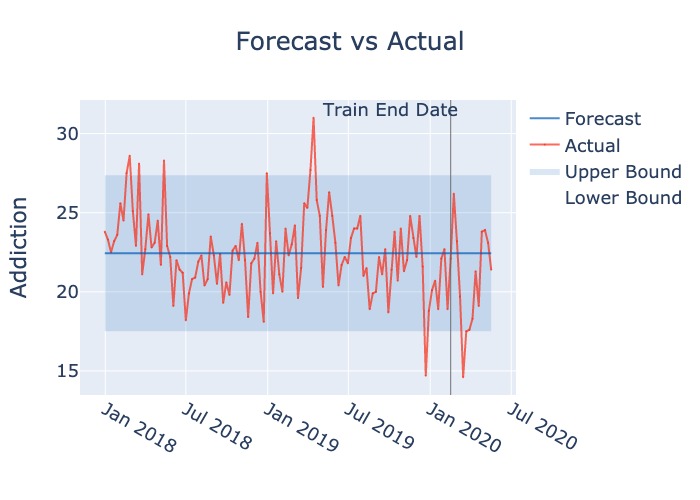 Forecast vs Actual
Train End Date
Forecast
Actual
Upper Bound
Lower Bound
Addiction
30
25
20
15
Jan 2018
Jul 2018
Jan 2019
Jul 2019
Jan 2020
Jul 2020